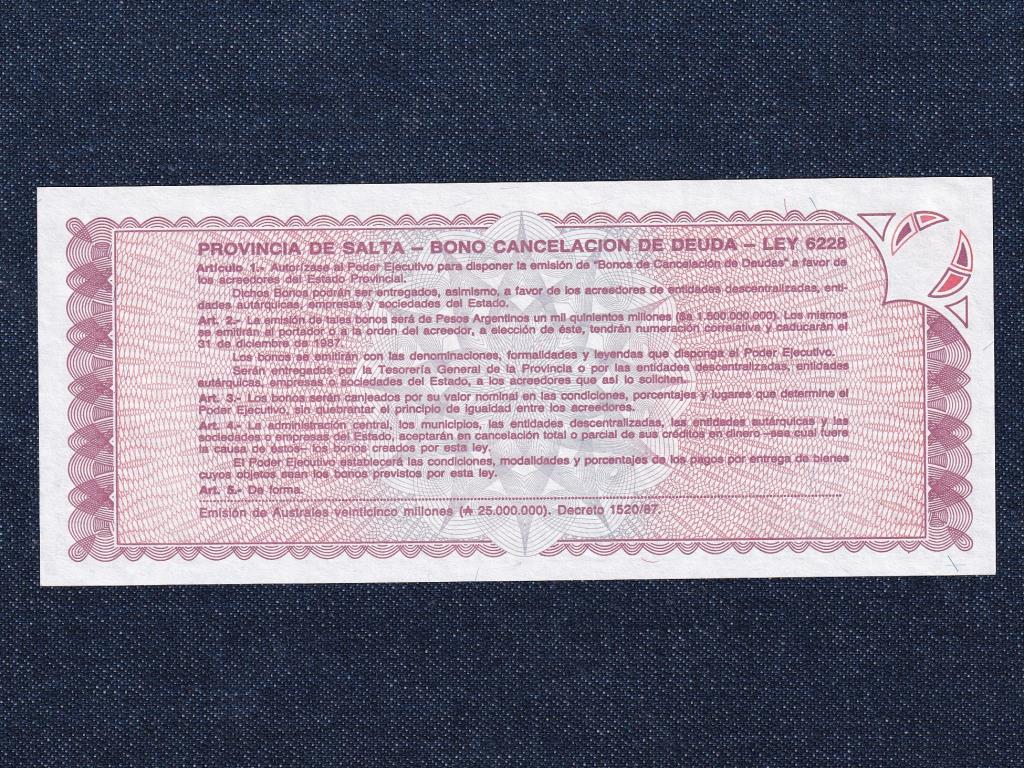 PROVINCIA DE SALTA – BONO CANCELACION DE DEUDA – LEY 6228
Artículo 1.- Autorízase al Poder Ejecutivo para disponer la emisión de "Bonos de Cancelación de Deudas" a favor de
los acreedores del Estado Provincial.
Dichos Bonos podrán ser entregados, asimismo, a favor de los acreedores de entidades descentralizadas, enti-
dades autárquicas, empresas y sociedades del Estado.
Art. 2.- La emisión de tales bonos será de Pesos Argentinos un mil quinientos millones ($a 1.500.000.000). Los mismos
se emitirán al portador o a la orden del acreedor, a elección de éste, tendrán numeración correlativa y caducarán el
31 de diciembre de 1987.
Los bonos se emitirán con las denominaciones, formalidades y leyendas que disponga el Poder Ejecutivo.
Serán entregados por la Tesorería General de la Provincia o por las entidades descentralizadas, entidades
autárquicas, empresas o sociedades del Estado, a los acreedores que así lo soliciten.
Art. 3.- Los bonos serán canjeados por su valor nominal en las condiciones, porcentajes y lugares que determine el
Poder Ejecutivo, sin quebrantar el principio de igualdad entre los acreedores.
Art. 4.- La administración central, los municipios, las entidades descentralizadas, las entidades autárquicas y las
sociedades o empresas del Estado, aceptarán en cancelación total o parcial de sus créditos en dinero –sea cual fuere
la causa de éstos– los bonos creados por esta ley.
El Poder Ejecutivo establecerá las condiciones, modalidades y porcentajes de los pagos por entrega de bienes
cuyos objetos sean los bonos previstos por esta ley.
Art. 5.- De forma.
Emisión de Australes veinticinco millones (₳ 25.000.000). Decreto 1520/87.